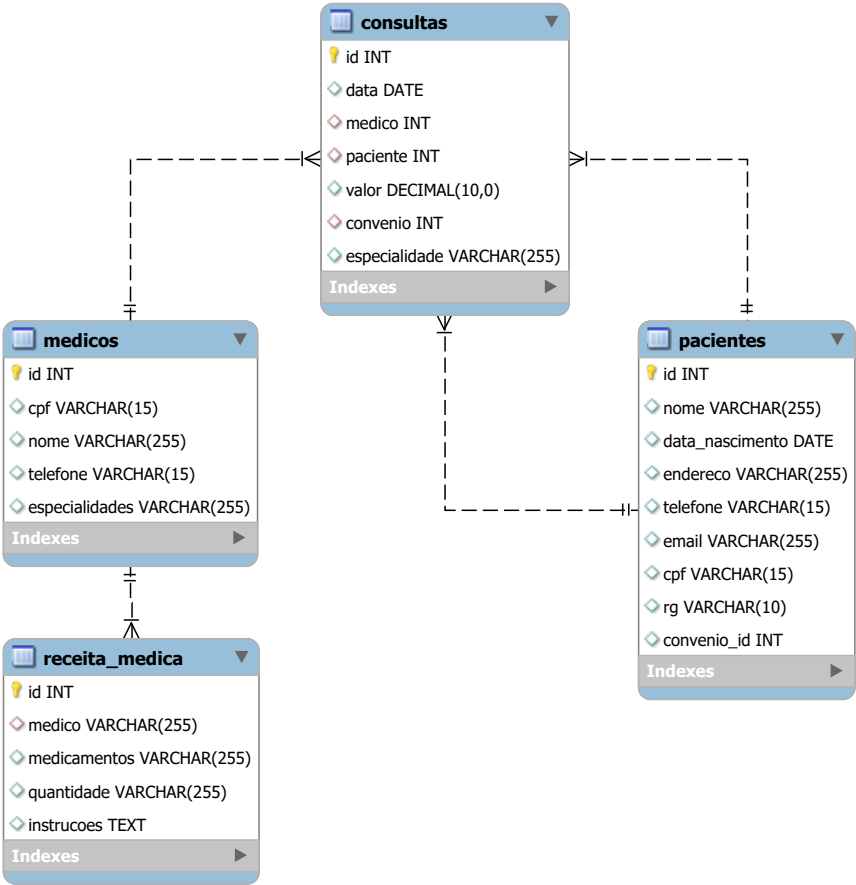 consultas
id INT
data DATE
medico INT
paciente INT
valor DECIMAL(10,0)
convenio INT
especialidade VARCHAR(255)
Indexes
medicos
id INT
cpf VARCHAR(15)
nome VARCHAR(255)
telefone VARCHAR(15)
especialidades VARCHAR(255)
Indexes
pacientes
id INT
nome VARCHAR(255)
data_nascimento DATE
endereco VARCHAR(255)
telefone VARCHAR(15)
email VARCHAR(255)
cpf VARCHAR(15)
rg VARCHAR(10)
convenio_id INT
Indexes
receita_medica
id INT
medico VARCHAR(255)
medicamentos VARCHAR(255)
quantidade VARCHAR(255)
instrucoes TEXT
Indexes